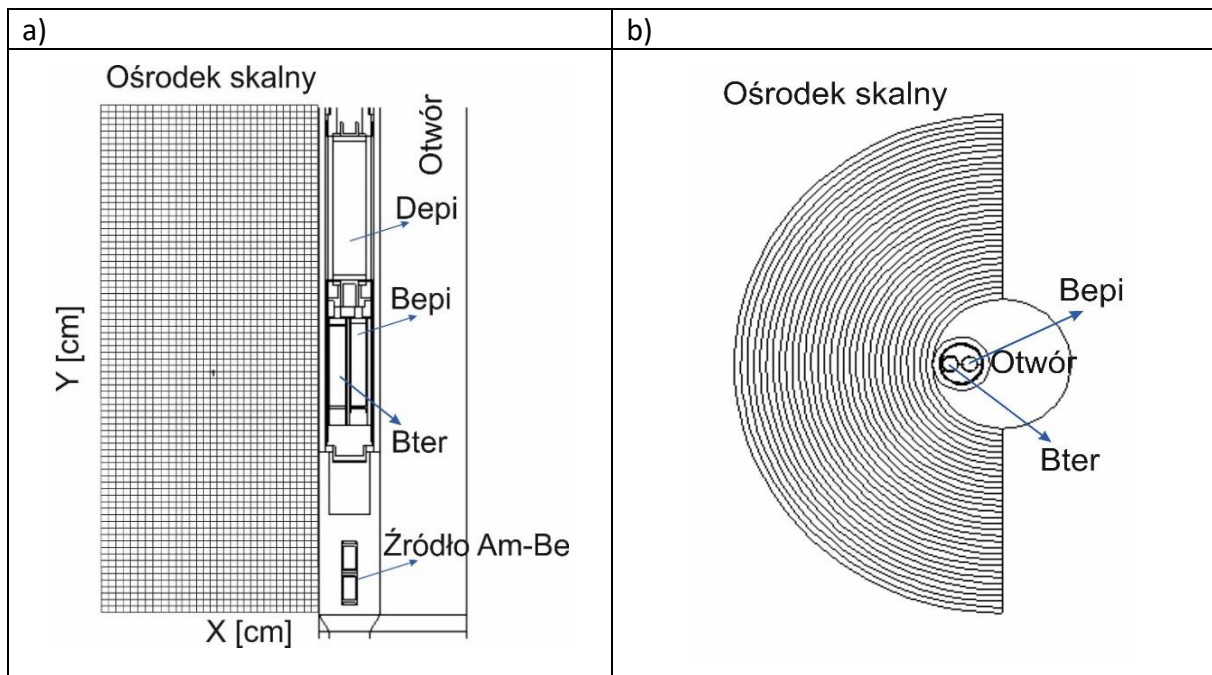 a)
Ośrodek skalny
Otwór
Depi
Bepi
Bter
Źródło Am-Be
Y [cm]
X [cm]
b)
Ośrodek skalny
Bepi
Otwór
Bter